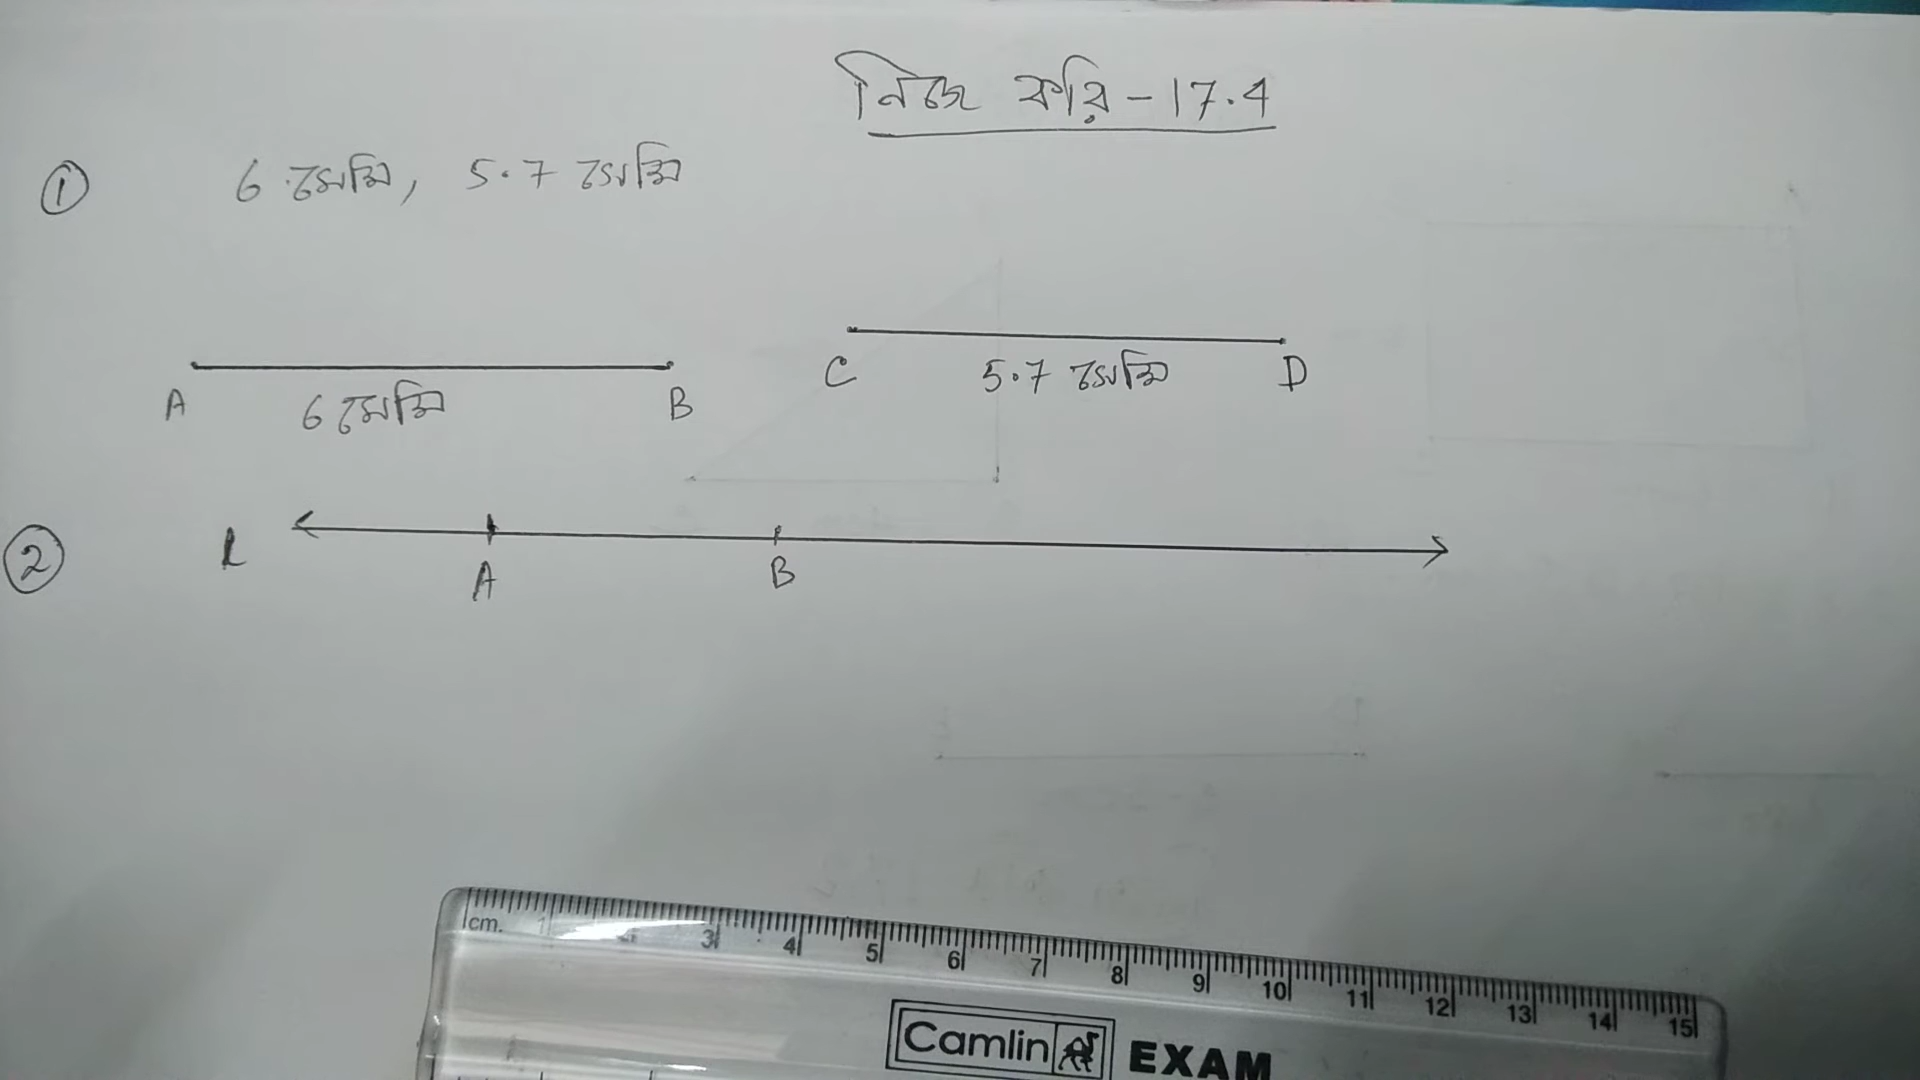 নিজে করি - 17.4
① 6 সেমি, 5.7 সেমি
A 6 সেমি B
C 5.7 সেমি D
② L A B
cm. 1 3 4 5 6 7 8 9 10 11 12 13 14 15
Camlin EXAM